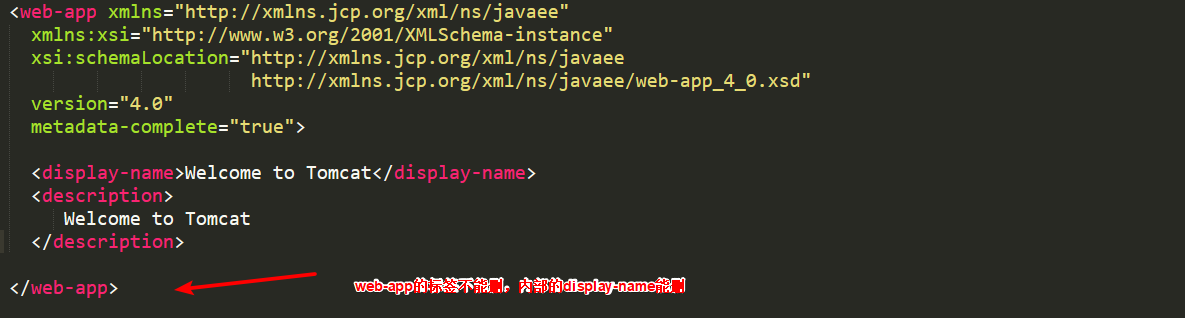 <web-app xmlns="http://xmlns.jcp.org/xml/ns/javaee"
xmlns:xsi="http://www.w3.org/2001/XMLSchema-instance"
xsi:schemaLocation="http://xmlns.jcp.org/xml/ns/javaee
http://xmlns.jcp.org/xml/ns/javaee/web-app_4_0.xsd"
version="4.0"
metadata-complete="true">
<display-name>Welcome to Tomcat</display-name>
<description>
Welcome to Tomcat
</description>
</web-app>
web-app的标签不能删，内部的display-name能删